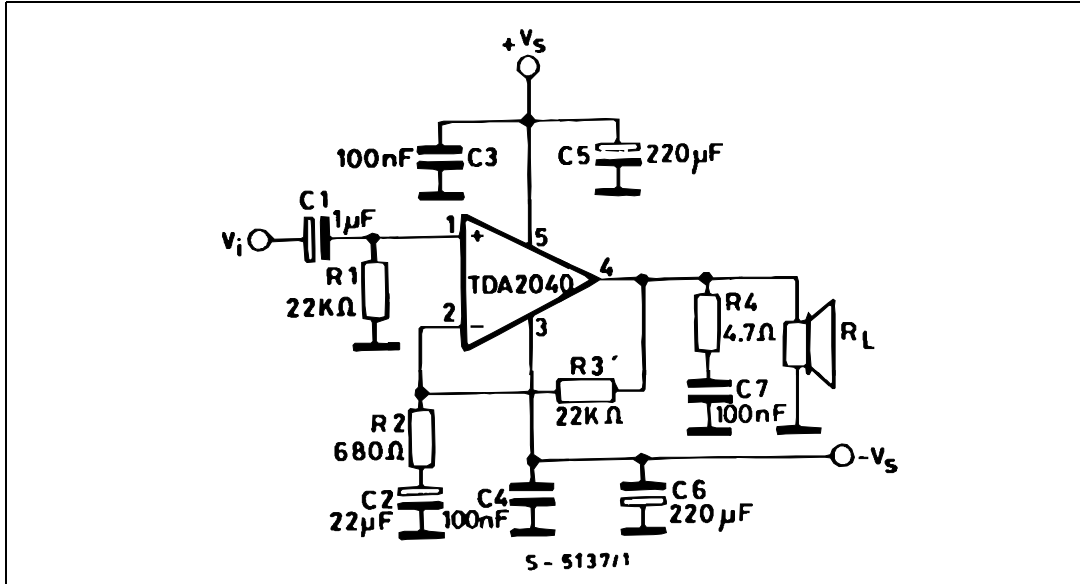 +Vs
100nF C3
C5 220µF
C1
1µF
Vi
1 +
5
R1
22KΩ
TDA2040
4
2 −
3
R4
4.7Ω
RL
R3
22KΩ
C7
100nF
R2
680Ω
-Vs
C2
22µF
C4
100nF
C6
220µF
S-5137/1